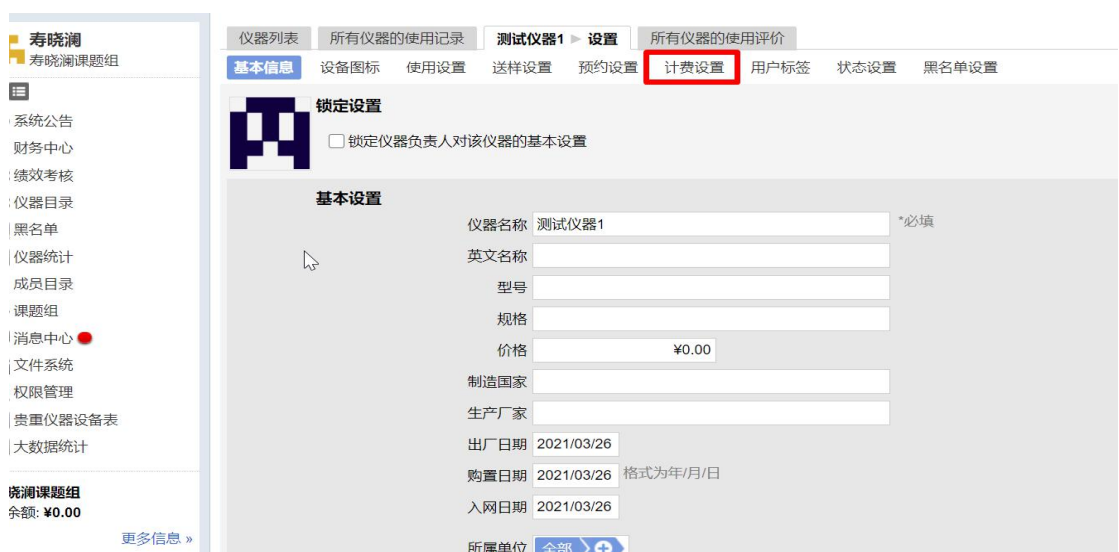 寿晓澜
寿晓澜课题组
系统公告
财务中心
绩效考核
仪器目录
黑名单
仪器统计
成员目录
课题组
消息中心
文件系统
权限管理
贵重仪器设备表
大数据统计
晓澜课题组
余额: ¥0.00
更多信息 »
仪器列表 所有仪器的使用记录 测试仪器1 ▶ 设置 所有仪器的使用评价
基本信息 设备图标 使用设置 送样设置 预约设置 计费设置 用户标签 状态设置 黑名单设置
锁定设置
锁定仪器负责人对该仪器的基本设置
基本设置
仪器名称 测试仪器1 *必填
英文名称
型号
规格
价格 ¥0.00
制造国家
生产厂家
出厂日期 2021/03/26
购置日期 2021/03/26 格式为年/月/日
入网日期 2021/03/26
所属单位 全部